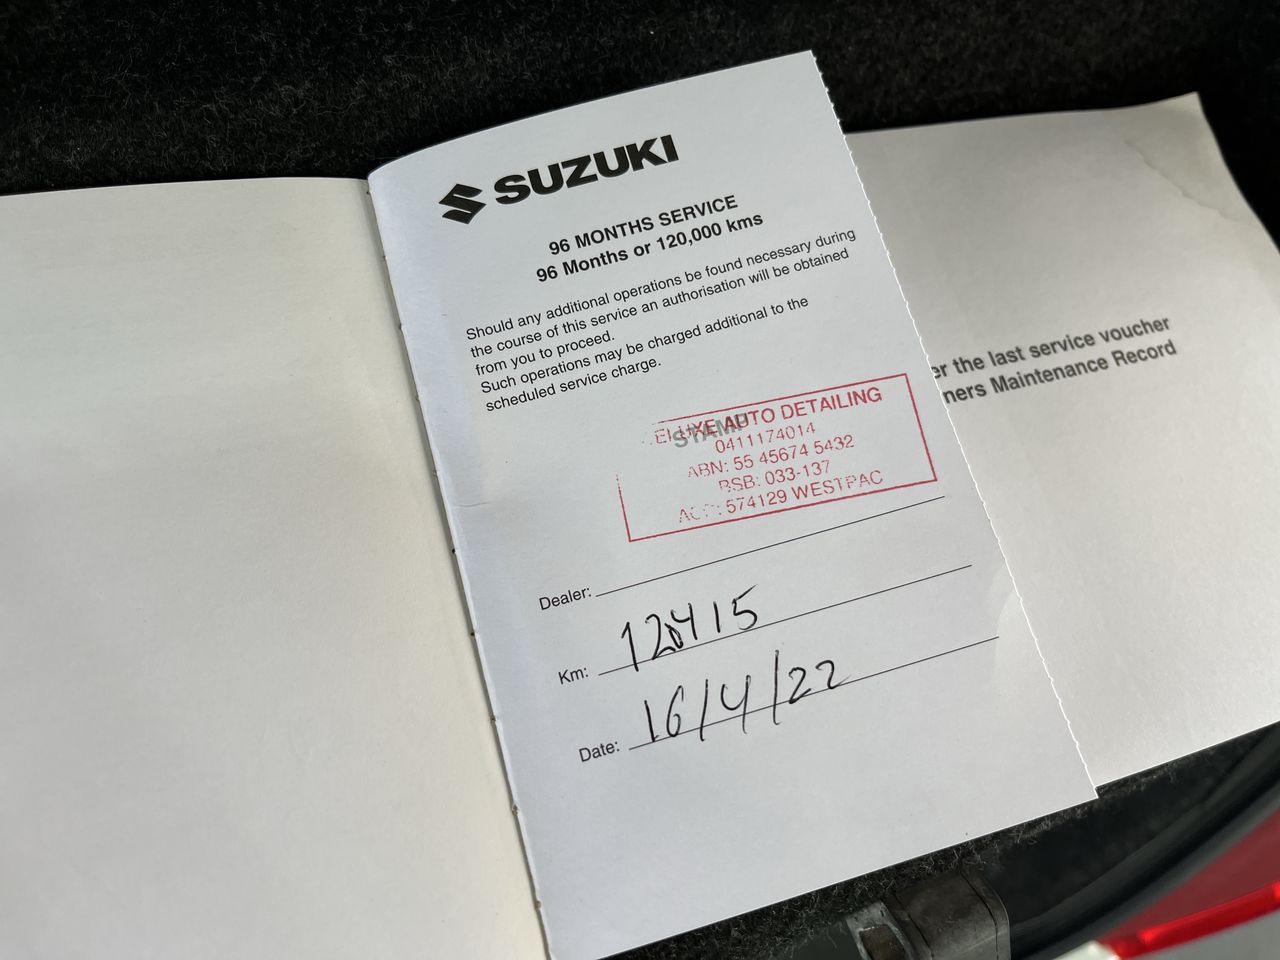 SUZUKI
96 MONTHS SERVICE
96 Months or 120,000 kms
Should any additional operations be found necessary during
the course of this service an authorisation will be obtained
from you to proceed.
Such operations may be charged additional to the
scheduled service charge.
STAMP
AUTO DETAILING
0411174014
ABN: 55 45674 5432
BSB: 033-137
574129 WESTPAC
Dealer:
Km: 120415
Date: 16/4/22
the last service voucher
Maintenance Record